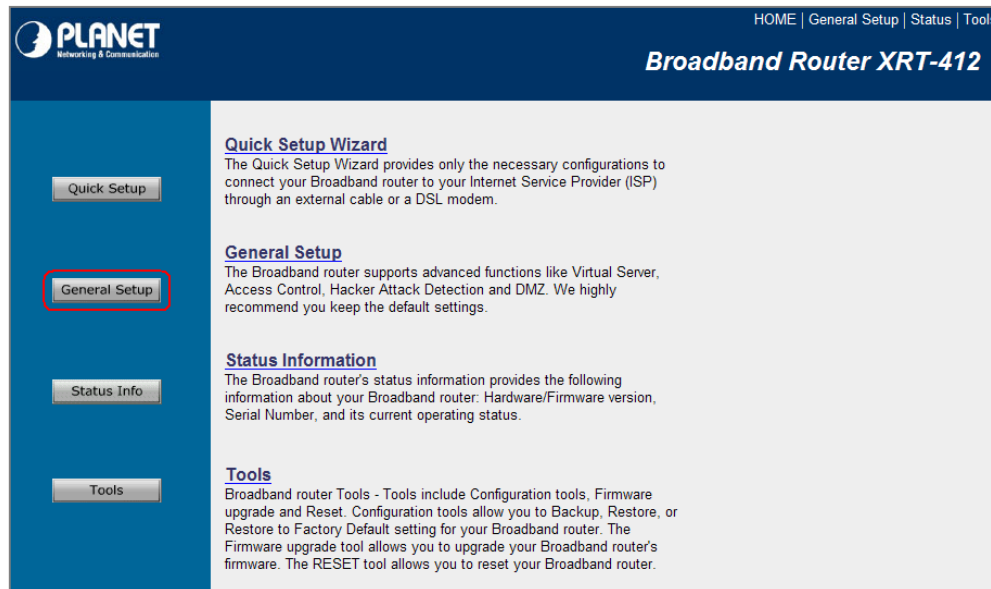 PLANET
Networking & Communication
HOME | General Setup | Status | Tools
Broadband Router XRT-412
Quick Setup
General Setup
Status Info
Tools
Quick Setup Wizard
The Quick Setup Wizard provides only the necessary configurations to
connect your Broadband router to your Internet Service Provider (ISP)
through an external cable or a DSL modem.
General Setup
The Broadband router supports advanced functions like Virtual Server,
Access Control, Hacker Attack Detection and DMZ. We highly
recommend you keep the default settings.
Status Information
The Broadband router's status information provides the following
information about your Broadband router: Hardware/Firmware version,
Serial Number, and its current operating status.
Tools
Broadband router Tools - Tools include Configuration tools, Firmware
upgrade and Reset. Configuration tools allow you to Backup, Restore, or
Restore to Factory Default setting for your Broadband router. The
Firmware upgrade tool allows you to upgrade your Broadband router's
firmware. The RESET tool allows you to reset your Broadband router.